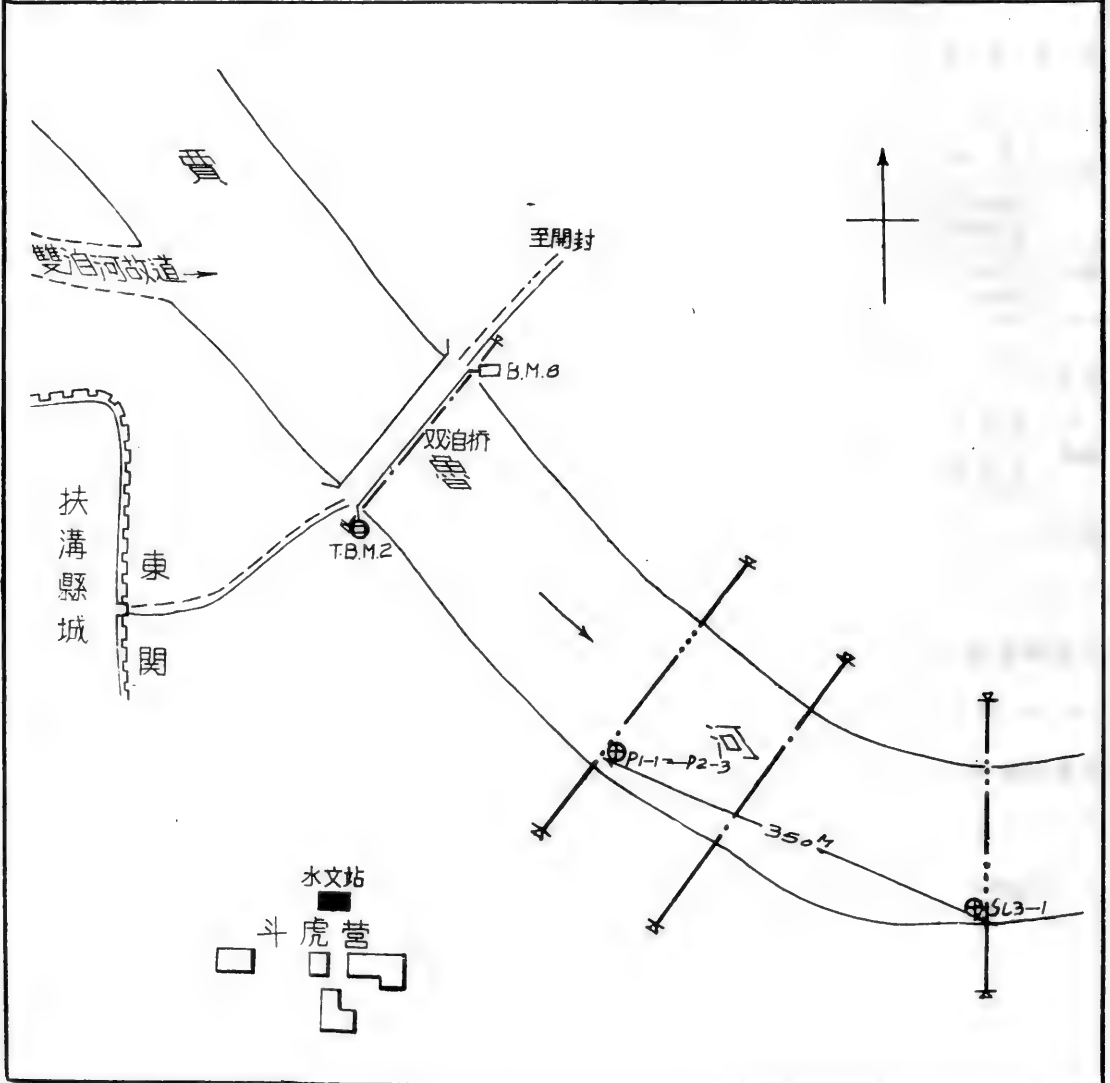 賈
雙洎河故道
至開封
B.M.8
双洎桥
魯
T.B.M.2
扶溝縣城
東関
河
P1-1—P2-3
350M
SL3-1
水文站
斗虎营